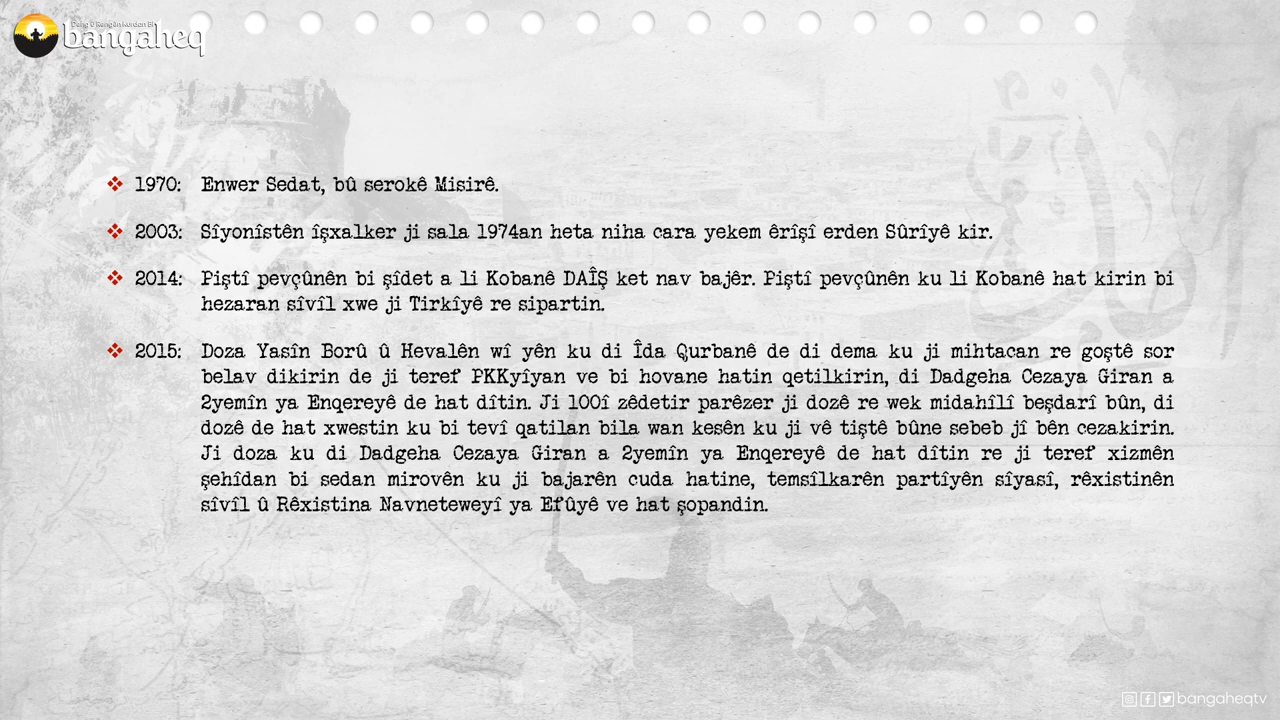 Deng û Rengên Kurdan Bi
bangaheq
❖ 1970: Enwer Sedat, bû serokê Misirê.
❖ 2003: Sîyonîstên îşxalker ji sala 1974an heta niha cara yekem êrîşî erden Sûrîyê kir.
❖ 2014: Piştî pevçûnên bi şîdet a li Kobanê DAÎŞ ket nav bajêr. Piştî pevçûnên ku li Kobanê hat kirin bi
hezaran sîvîl xwe ji Tirkîyê re sipartin.
❖ 2015: Doza Yasîn Borû û Hevalên wî yên ku di Îda Qurbanê de di dema ku ji mihtacan re goştê sor
belav dikirin de ji teref PKKyîyan ve bi hovane hatin qetilkirin, di Dadgeha Cezaya Giran a
2yemîn ya Enqereyê de hat dîtin. Ji 100î zêdetir parêzer ji dozê re wek midahîlî beşdarî bûn, di
dozê de hat xwestin ku bi tevî qatilan bila wan kesên ku ji vê tiştê bûne sebeb jî bên cezakirin.
Ji doza ku di Dadgeha Cezaya Giran a 2yemîn ya Enqereyê de hat dîtin re ji teref xizmên
şehîdan bi sedan mirovên ku ji bajarên cuda hatine, temsîlkarên partîyên sîyasî, rêxistinên
sîvîl û Rêxistina Navneteweyî ya Efûyê ve hat şopandin.
bangaheqtv